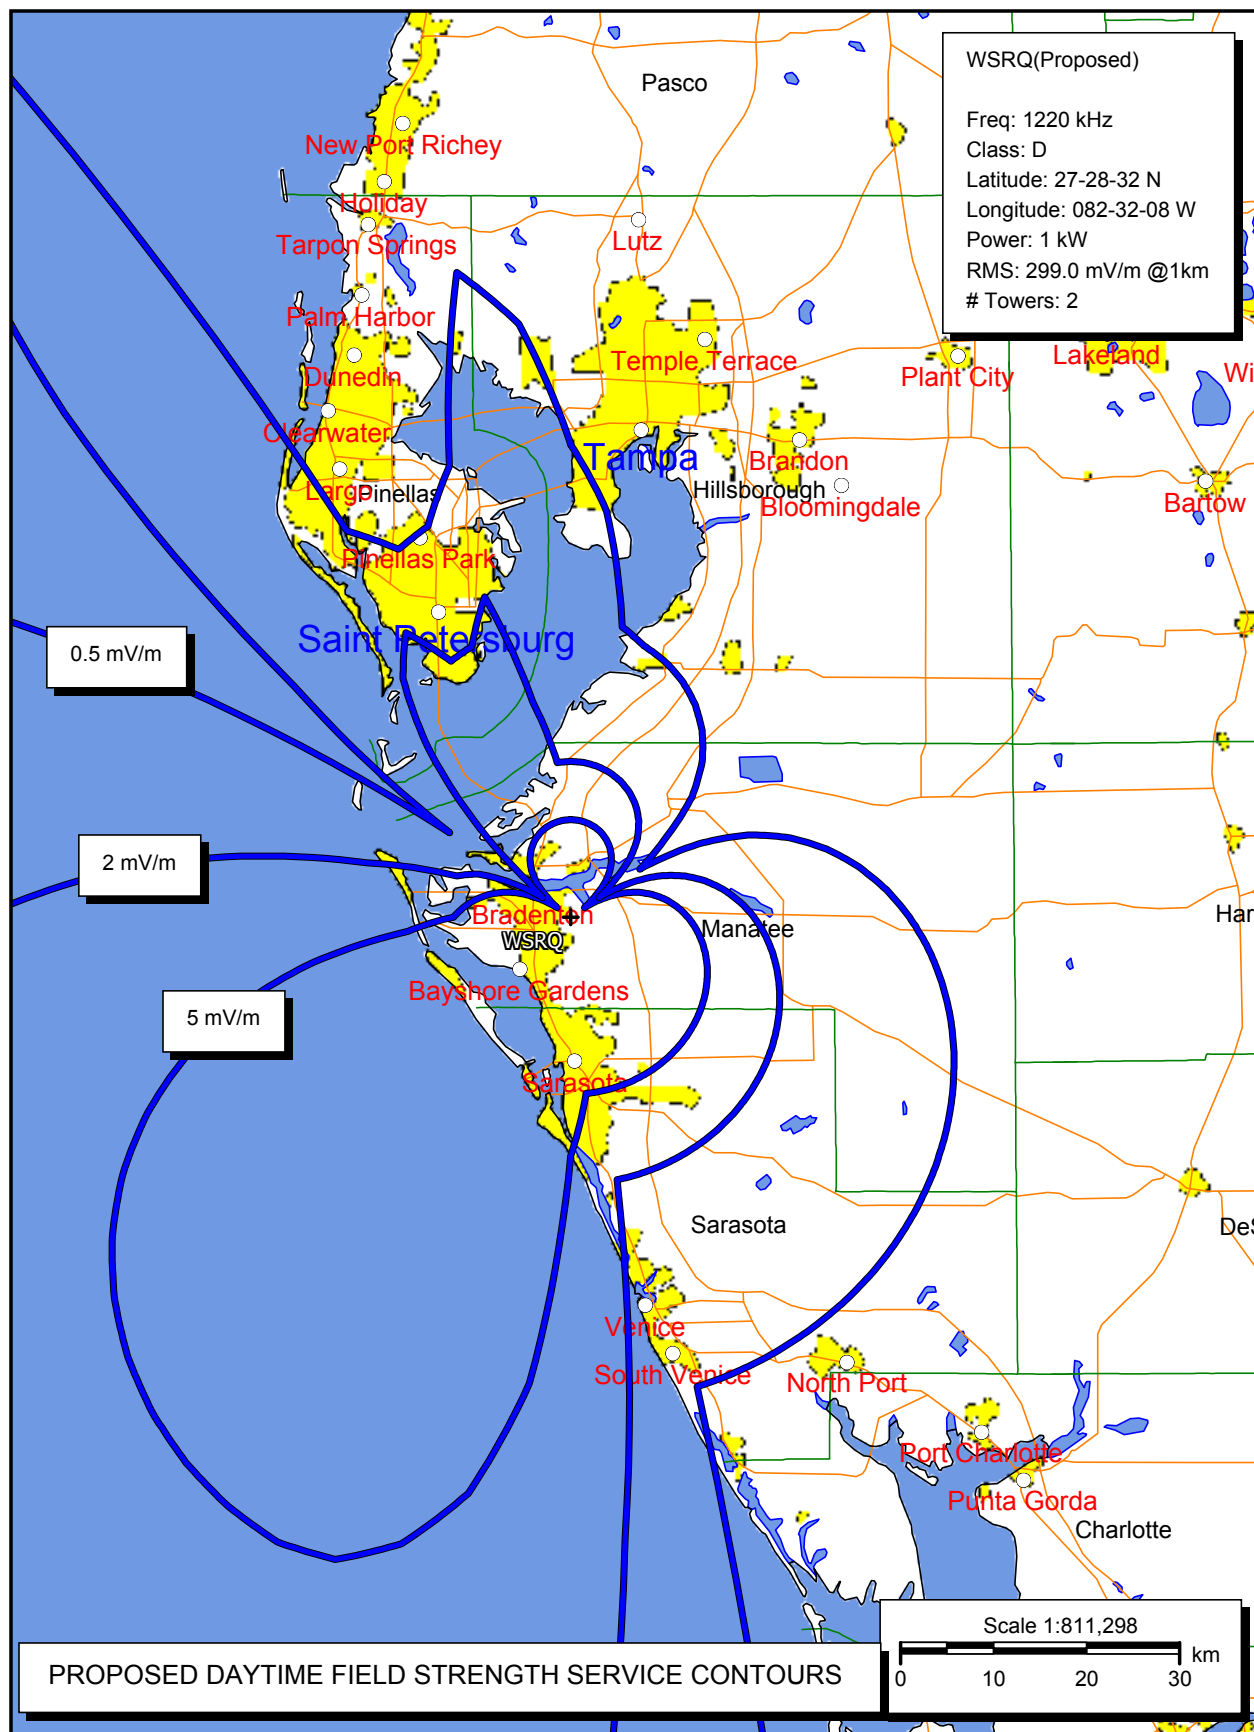 Pasco
WSRQ(Proposed)
Freq: 1220 kHz
Class: D
Latitude: 27-28-32 N
Longitude: 082-32-08 W
Power: 1 kW
RMS: 299.0 mV/m @1km
# Towers: 2
New Port Richey
Holiday
Tarpon Springs
Lutz
Palm Harbor
Dunedin
Temple Terrace
Plant City
Lakeland
Wi
Clearwater
Tampa
Brandon
Largo
Pinellas
Hillsborough
Bloomingdale
Bartow
Pinellas Park
Saint Petersburg
0.5 mV/m
2 mV/m
Bradenton
Manatee
Har
WSRQ
Bayshore Gardens
5 mV/m
Sarasota
Sarasota
DeS
Venice
South Venice
North Port
Port Charlotte
Punta Gorda
Charlotte
Scale 1:811,298
km
0 10 20 30
PROPOSED DAYTIME FIELD STRENGTH SERVICE CONTOURS